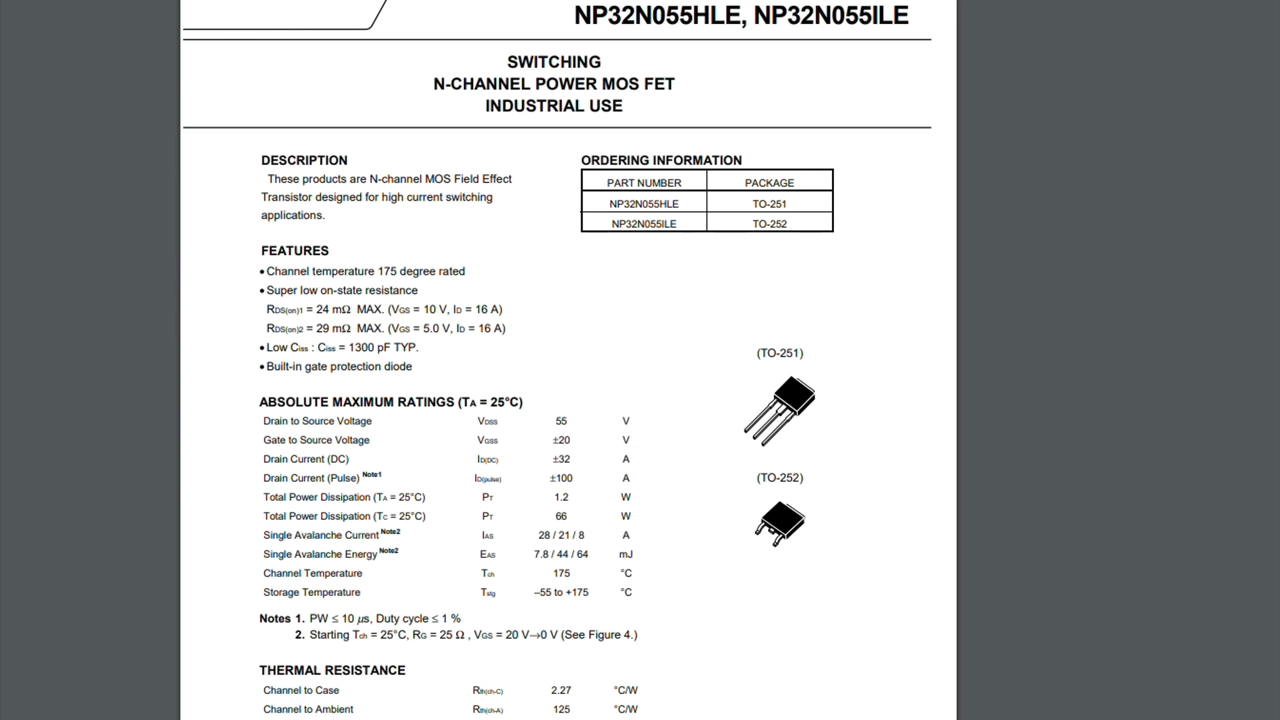 NP32N055HLE, NP32N055ILE
SWITCHING
N-CHANNEL POWER MOS FET
INDUSTRIAL USE
DESCRIPTION
These products are N-channel MOS Field Effect
Transistor designed for high current switching
applications.
ORDERING INFORMATION
PART NUMBER PACKAGE
NP32N055HLE TO-251
NP32N055ILE TO-252
FEATURES
• Channel temperature 175 degree rated
• Super low on-state resistance
RDS(on)1 = 24 mΩ MAX. (VGS = 10 V, ID = 16 A)
RDS(on)2 = 29 mΩ MAX. (VGS = 5.0 V, ID = 16 A)
• Low Ciss : Ciss = 1300 pF TYP.
• Built-in gate protection diode
(TO-251)
(TO-252)
ABSOLUTE MAXIMUM RATINGS (TA = 25°C)
Drain to Source Voltage VDSS 55 V
Gate to Source Voltage VGSS ±20 V
Drain Current (DC) ID(DC) ±32 A
Drain Current (Pulse) Note1 ID(pulse) ±100 A
Total Power Dissipation (TA = 25°C) PT 1.2 W
Total Power Dissipation (TC = 25°C) PT 66 W
Single Avalanche Current Note2 IAS 28 / 21 / 8 A
Single Avalanche Energy Note2 EAS 7.8 / 44 / 64 mJ
Channel Temperature Tch 175 °C
Storage Temperature Tstg –55 to +175 °C
Notes 1. PW ≤ 10 µs, Duty cycle ≤ 1 %
2. Starting Tch = 25°C, RG = 25 Ω , VGS = 20 V→0 V (See Figure 4.)
THERMAL RESISTANCE
Channel to Case Rth(ch-C) 2.27 °C/W
Channel to Ambient Rth(ch-A) 125 °C/W